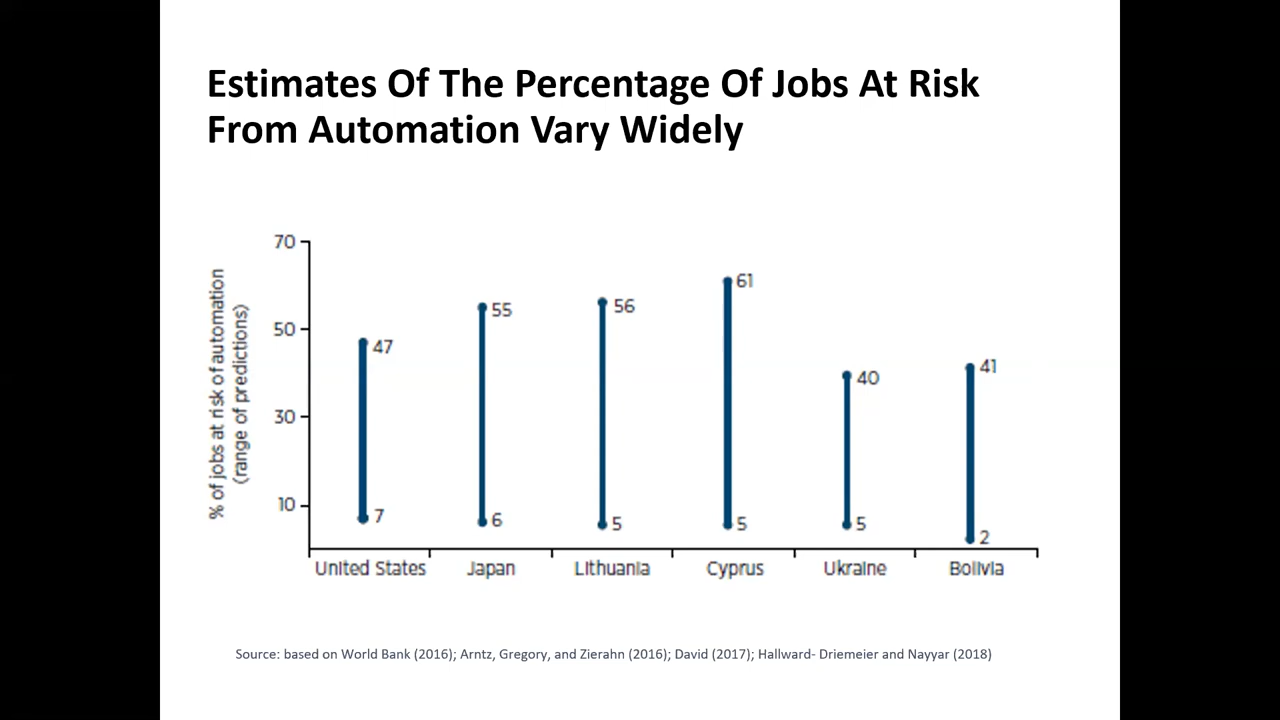 Estimates Of The Percentage Of Jobs At Risk
From Automation Vary Widely
% of jobs at risk of automation
(range of predictions)
70
50
30
10
47
7
55
6
56
5
61
5
40
5
41
2
United States
Japan
Lithuania
Cyprus
Ukraine
Bolivia
Source: based on World Bank (2016); Arntz, Gregory, and Zierahn (2016); David (2017); Hallward- Driemeier and Nayyar (2018)